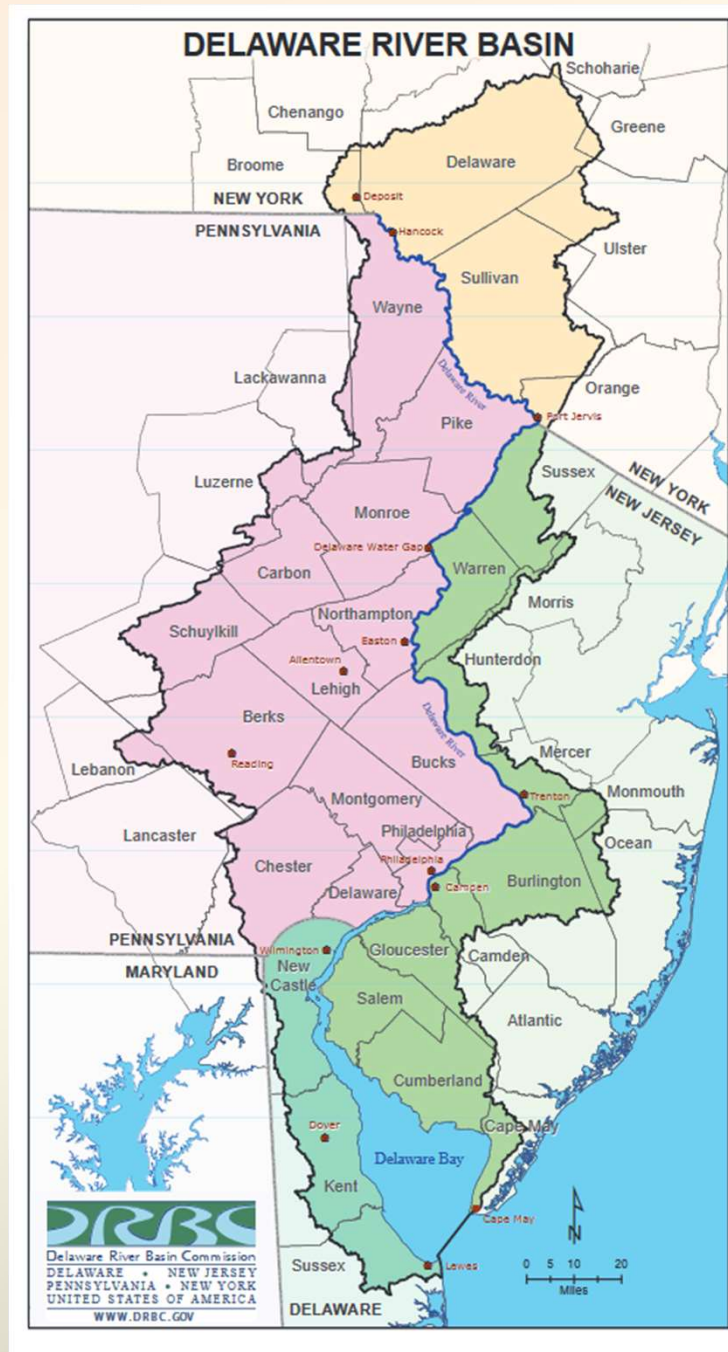 DELAWARE RIVER BASIN
Schoharie
Chenango
Greene
Broome
Delaware
Deposit
NEW YORK
PENNSYLVANIA
Hancock
Ulster
Sullivan
Wayne
Lackawanna
Delaware River
Orange
Port Jervis
Pike
Sussex
NEW YORK
NEW JERSEY
Luzerne
Monroe
Delaware Water Gap
Warren
Carbon
Morris
Northampton
Schuylkill
Easton
Hunterdon
Allentown
Lehigh
Berks
Delaware River
Mercer
Reading
Bucks
Lebanon
Monmouth
Montgomery
Trenton
Lancaster
Philadelphia
Ocean
Chester
Philadelphia
Burlington
Delaware
Camden
PENNSYLVANIA
Wilmington
Gloucester
Camden
MARYLAND
New
Castle
Salem
Atlantic
Cumberland
Dover
Cape May
Delaware Bay
Kent
Cape May
N
DRBC
Delaware River Basin Commission
DELAWARE • NEW JERSEY
PENNSYLVANIA • NEW YORK
UNITED STATES OF AMERICA
WWW.DRBC.GOV
Sussex
Lewes
DELAWARE
0 5 10 20
Miles